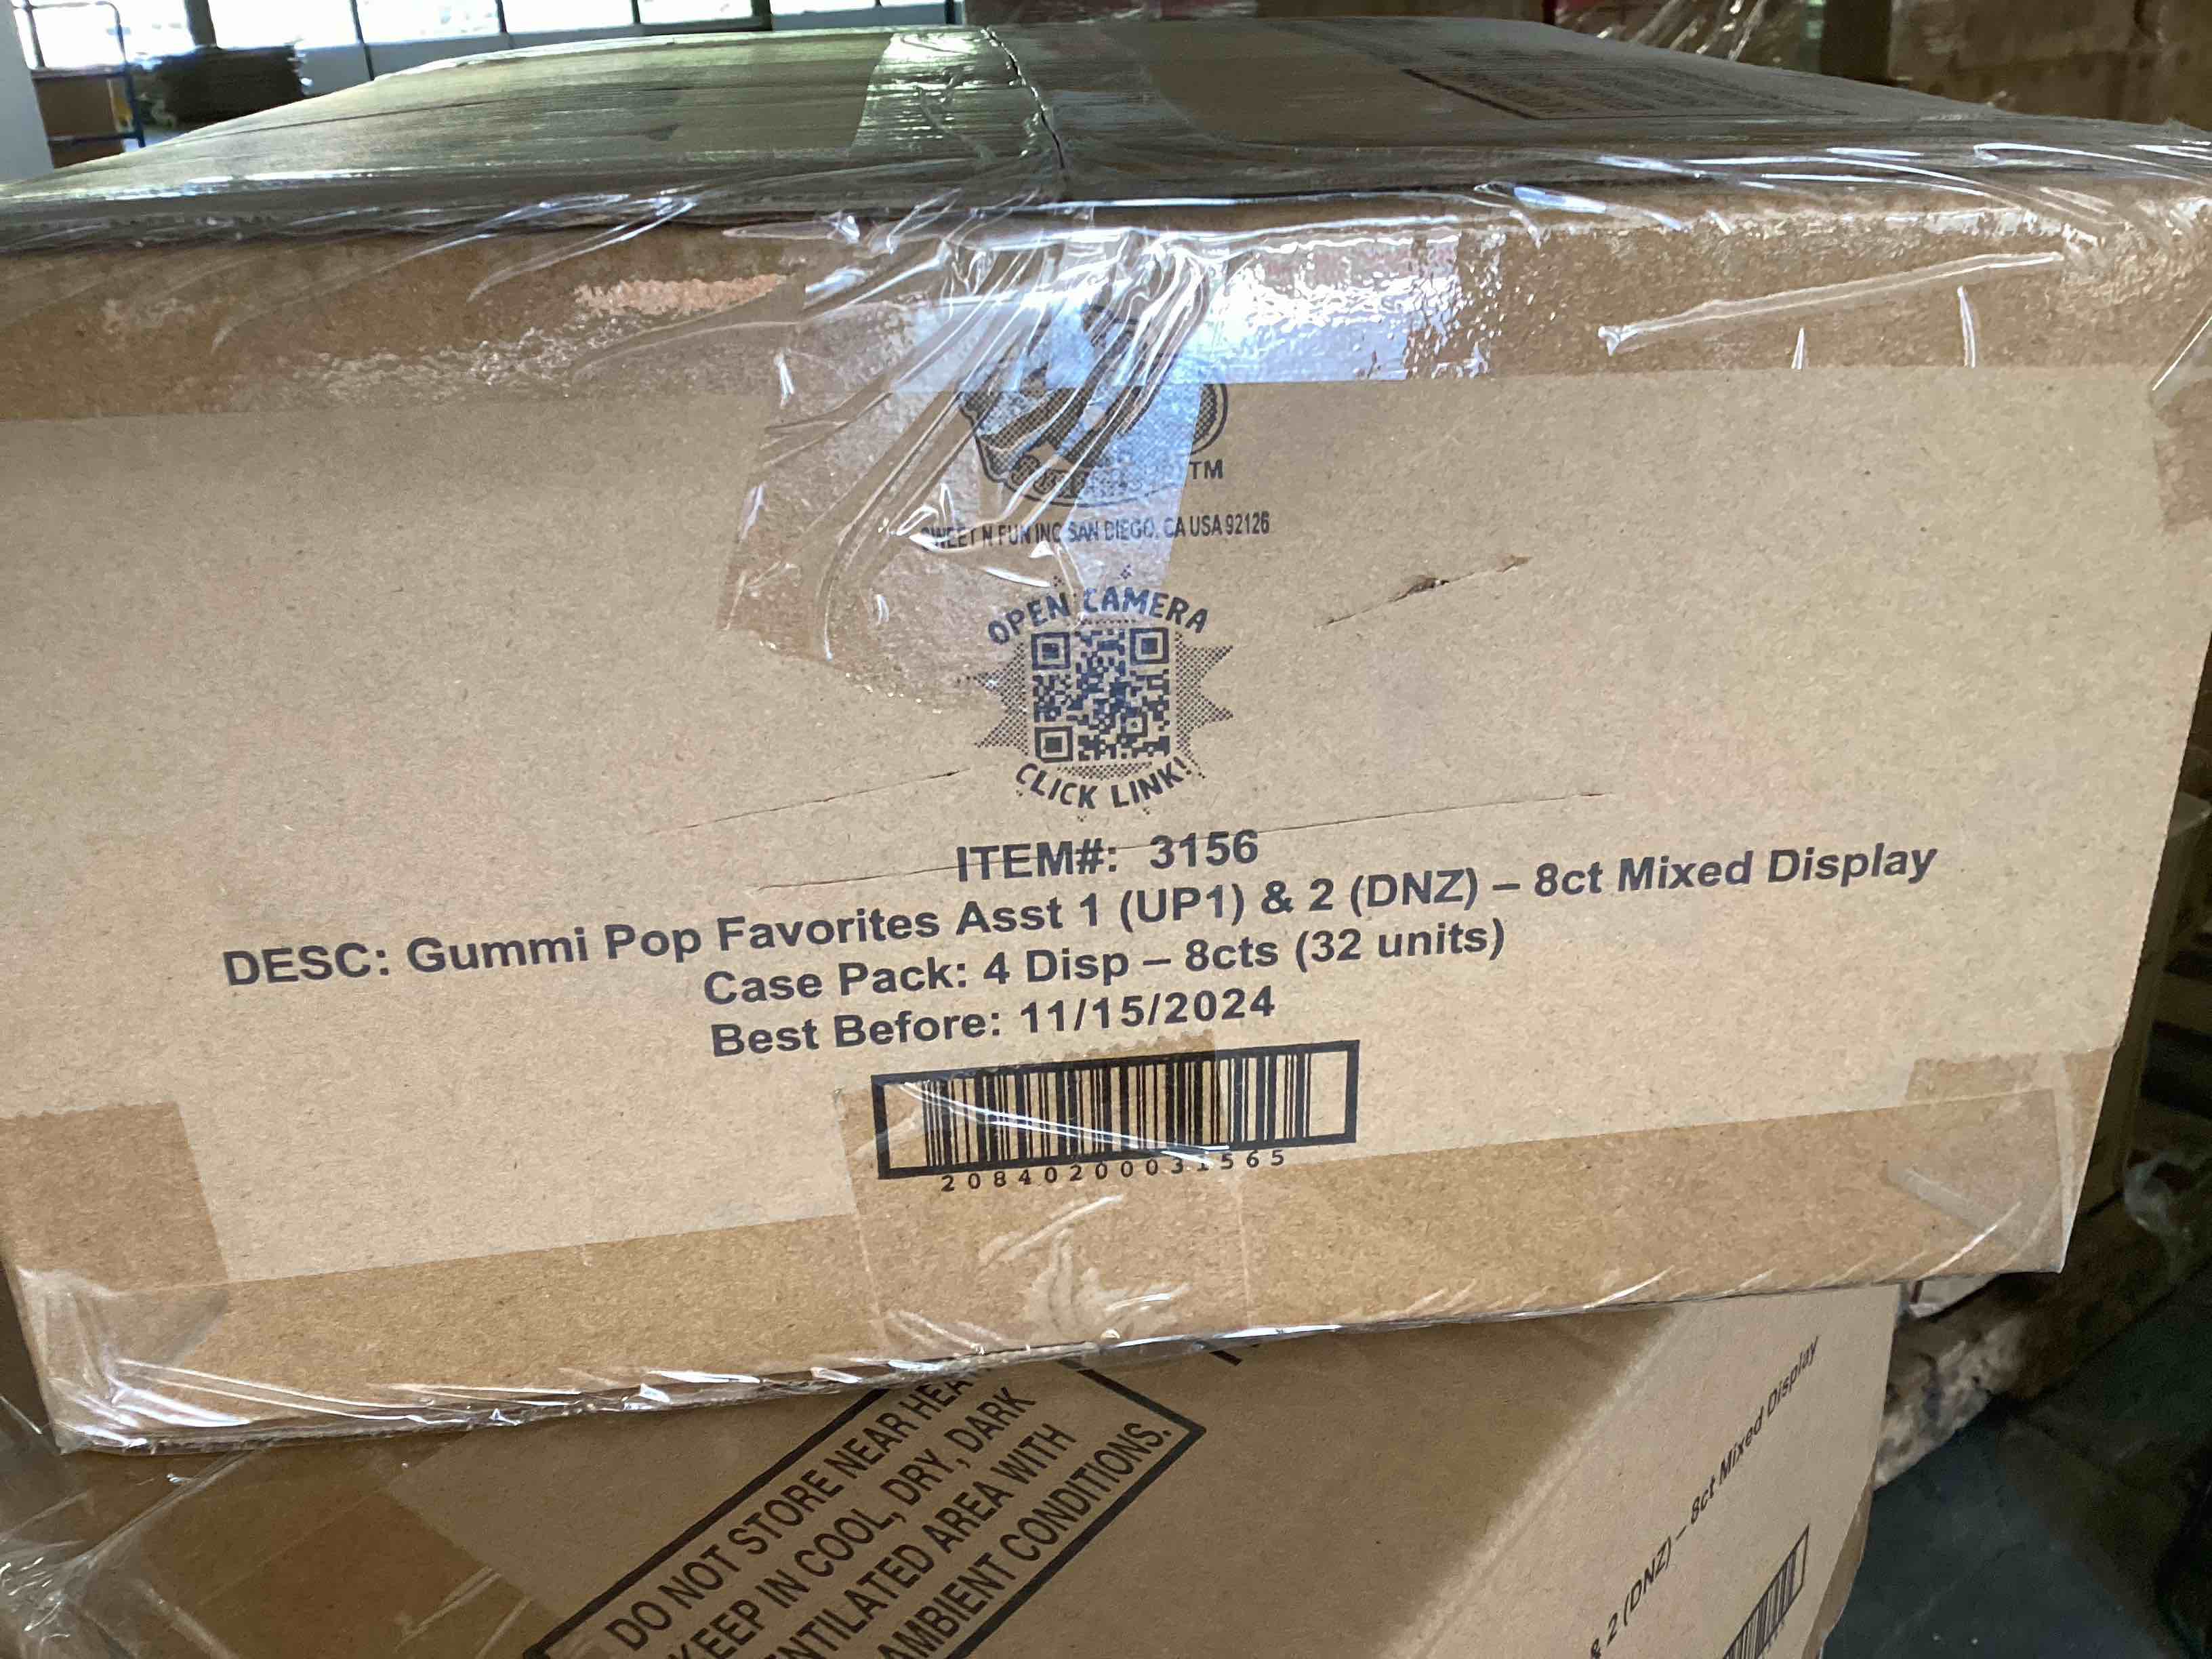 TM
SWEET N FUN INC SAN DIEGO, CA USA 92126
OPEN CAMERA
CLICK LINK!
ITEM#: 3156
DESC: Gummi Pop Favorites Asst 1 (UP1) & 2 (DNZ) – 8ct Mixed Display
Case Pack: 4 Disp – 8cts (32 units)
Best Before: 11/15/2024
20840200031565
DO NOT STORE NEAR
KEEP IN COOL, DRY, DARK
AREA WITH
AMBIENT CONDITIONS.
& 2 (DNZ) – 8ct Mixed Display